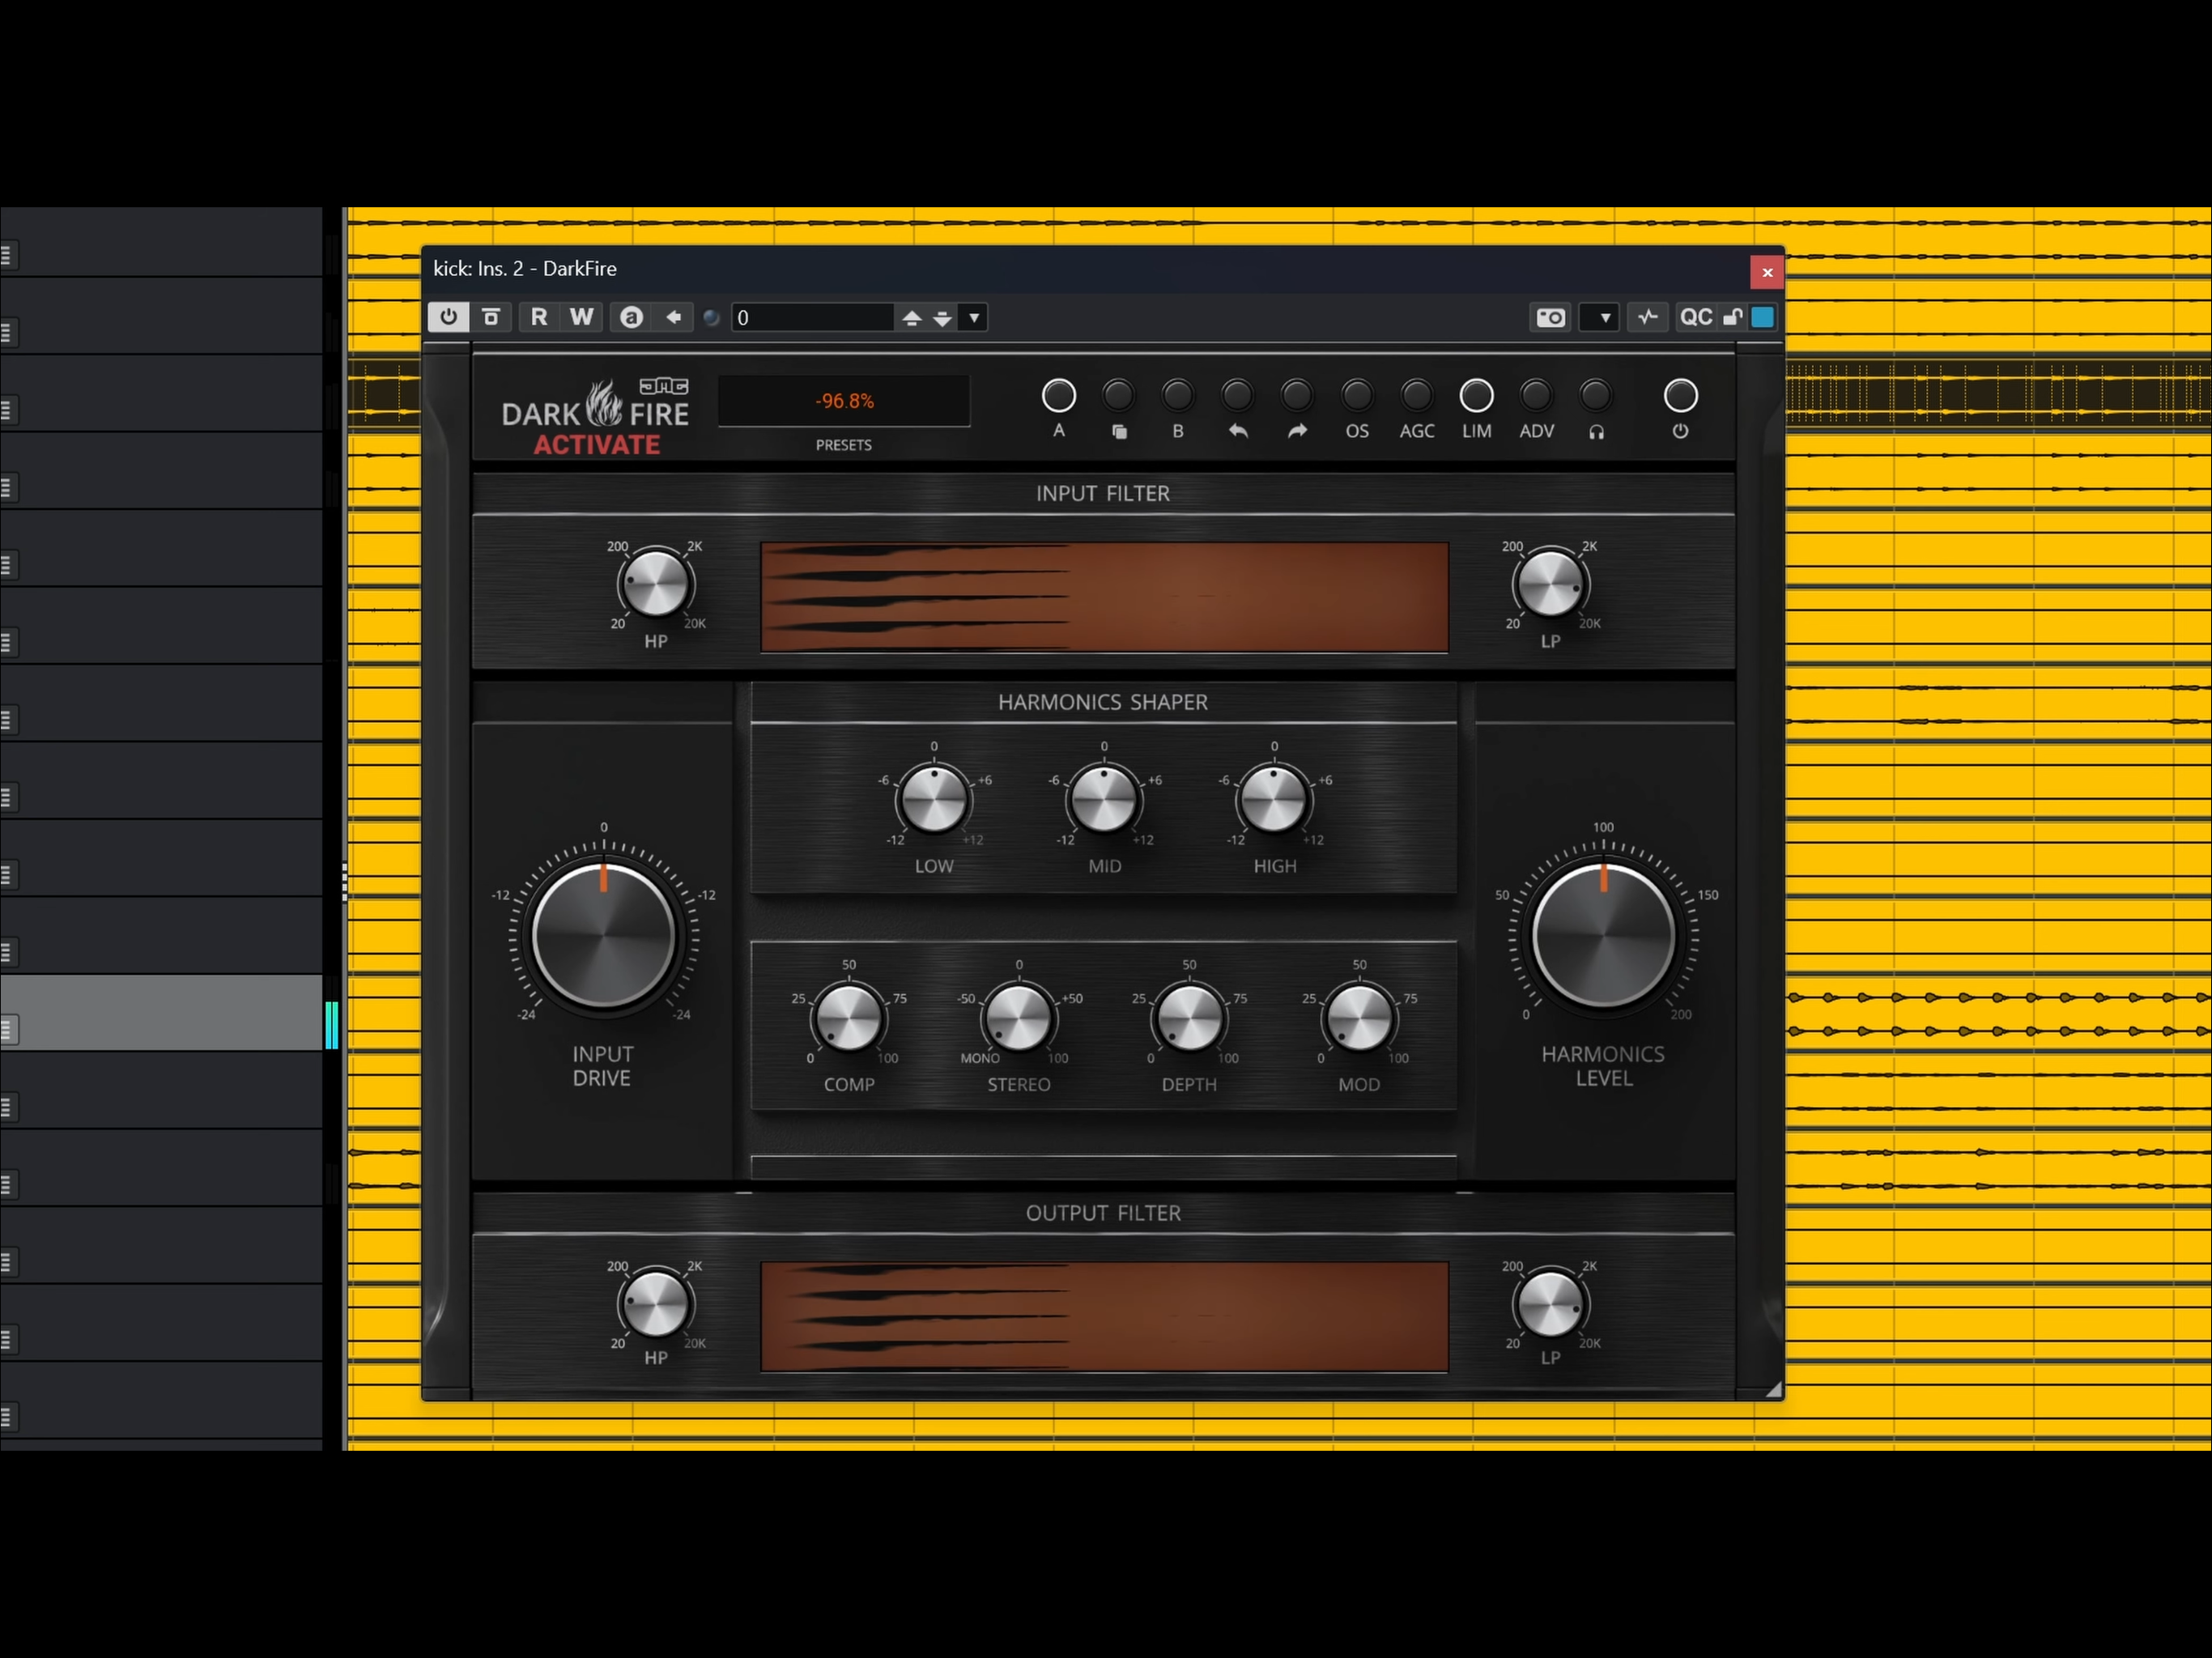 kick: Ins. 2 - DarkFire
x
R W a 0 QC
DARK FIRE
ACTIVATE
-96.8%
PRESETS
A B OS AGC LIM ADV
INPUT FILTER
200 2K
20 20K
HP
200 2K
20 20K
LP
HARMONICS SHAPER
0 0 0
-6 +6 -6 +6 -6 +6
-12 +12 -12 +12 -12 +12
LOW MID HIGH
0
-12 -12
-24 -24
INPUT
DRIVE
50 0 50 50
25 75 -50 +50 25 75 25 75
0 100 MONO 100 0 100 0 100
COMP STEREO DEPTH MOD
100
50 150
0 200
HARMONICS
LEVEL
OUTPUT FILTER
200 2K
20 20K
HP
200 2K
20 20K
LP